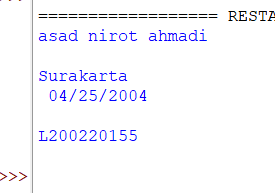 ================== RESTA
asad nirot ahmadi
Surakarta
04/25/2004
L200220155
>>>